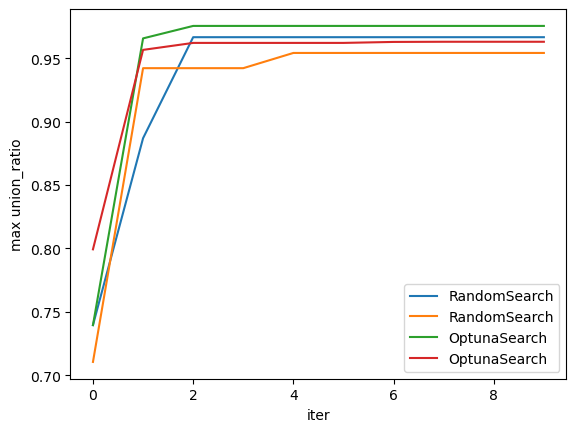 max union_ratio
0.95
0.90
0.85
0.80
0.75
0.70
0
2
4
6
8
iter
RandomSearch
RandomSearch
OptunaSearch
OptunaSearch